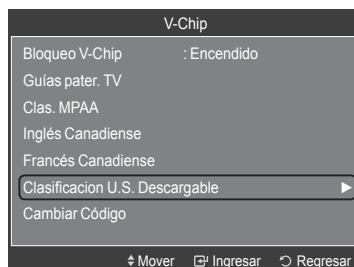 V-Chip
Bloqueo V-Chip : Encendido
Guías pater. TV
Clas. MPAA
Inglés Canadiense
Francés Canadiense
Clasificacion U.S. Descargable
Cambiar Código
Mover Ingresar Regresar